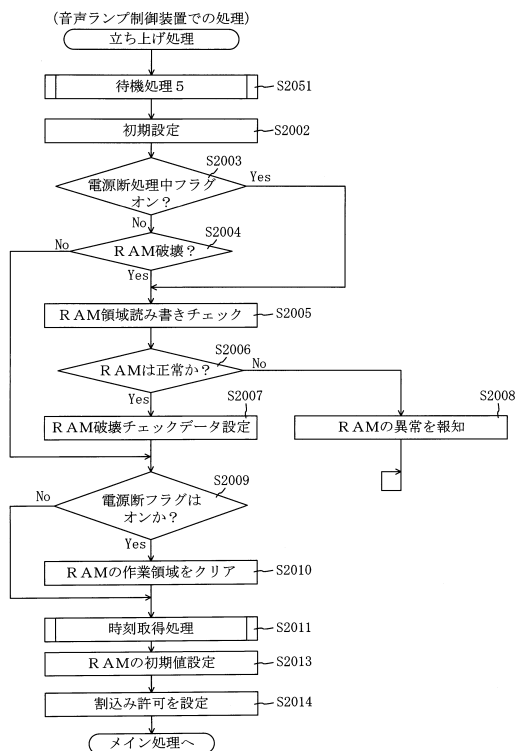 (音声ランプ制御装置での処理)
立ち上げ処理
待機処理5
S2051
初期設定
S2002
S2003
電源断処理中フラグ
オン?
Yes
No
S2004
RAM破壊?
No
Yes
RAM領域読み書きチェック
S2005
S2006
RAMは正常か?
No
Yes
S2007
RAM破壊チェックデータ設定
S2008
RAMの異常を報知
S2009
電源断フラグは
オンか?
No
Yes
RAMの作業領域をクリア
S2010
時刻取得処理
S2011
RAMの初期値設定
S2013
割込み許可を設定
S2014
メイン処理へ